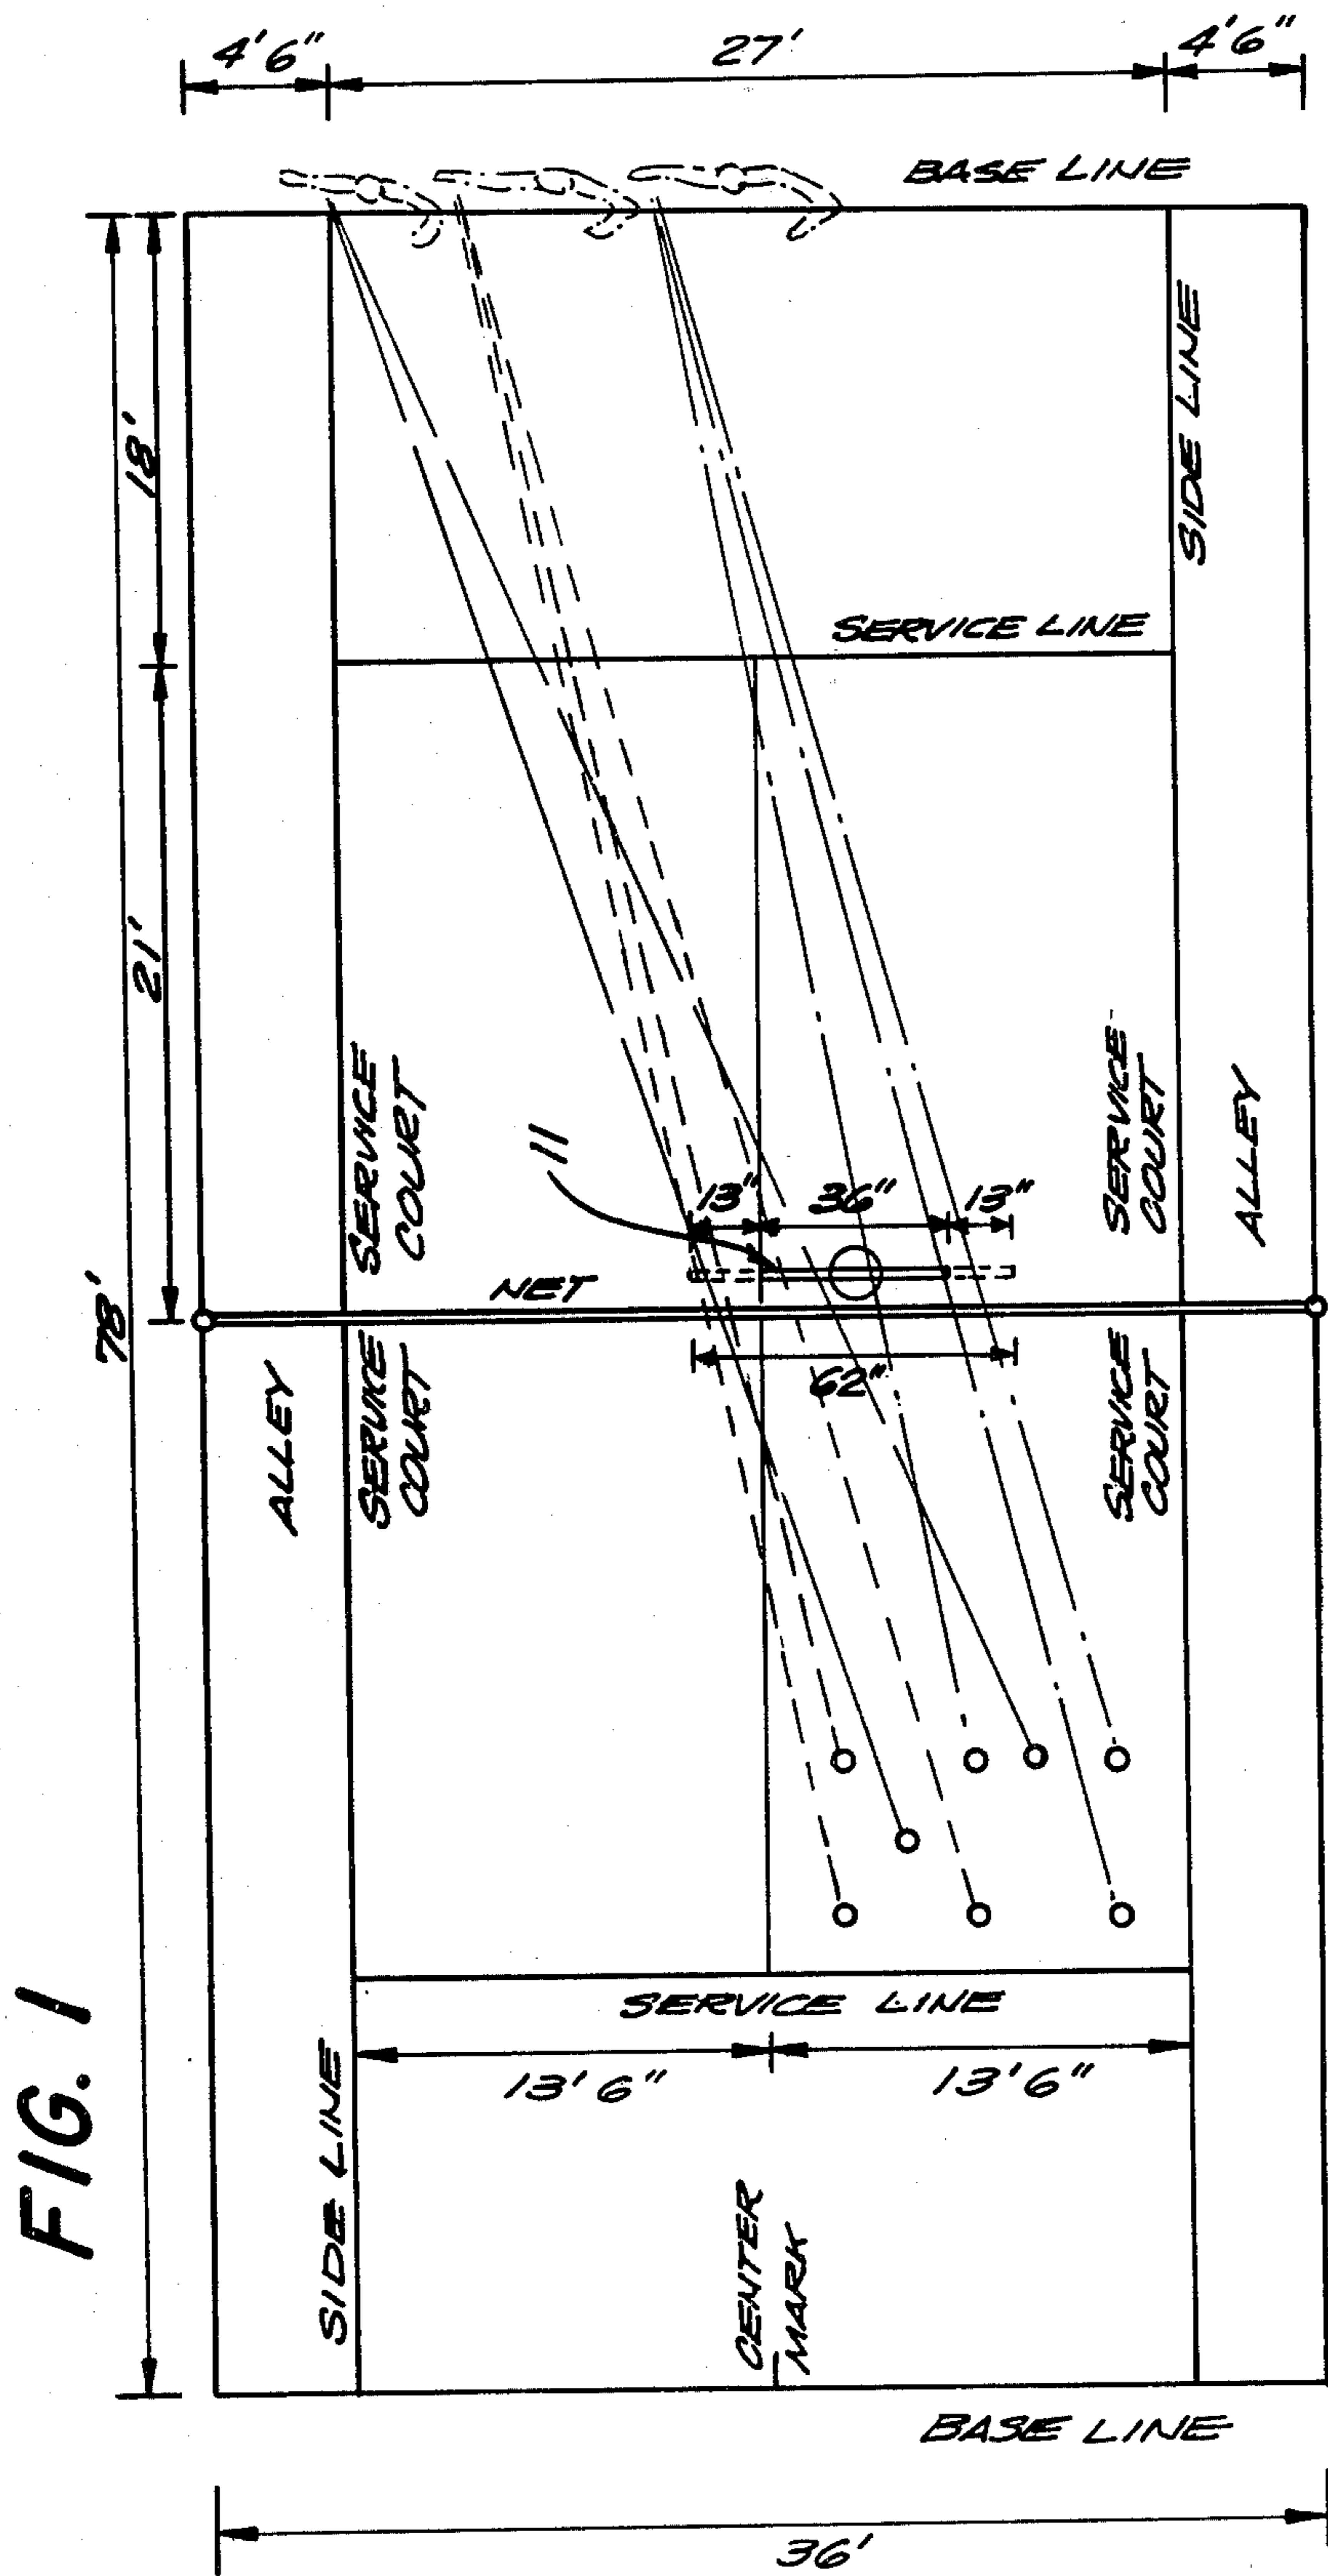 FIG. 1
4'6"
27'
4'6"
BASE LINE
18'
SIDE LINE
SERVICE LINE
21'
78'
SERVICE
COURT
SERVICE
COURT
ALLEY
11
13"
36"
13"
NET
62"
ALLEY
SERVICE
COURT
SERVICE
COURT
SERVICE LINE
13'6"
13'6"
SIDE LINE
CENTER
MARK
BASE LINE
36'